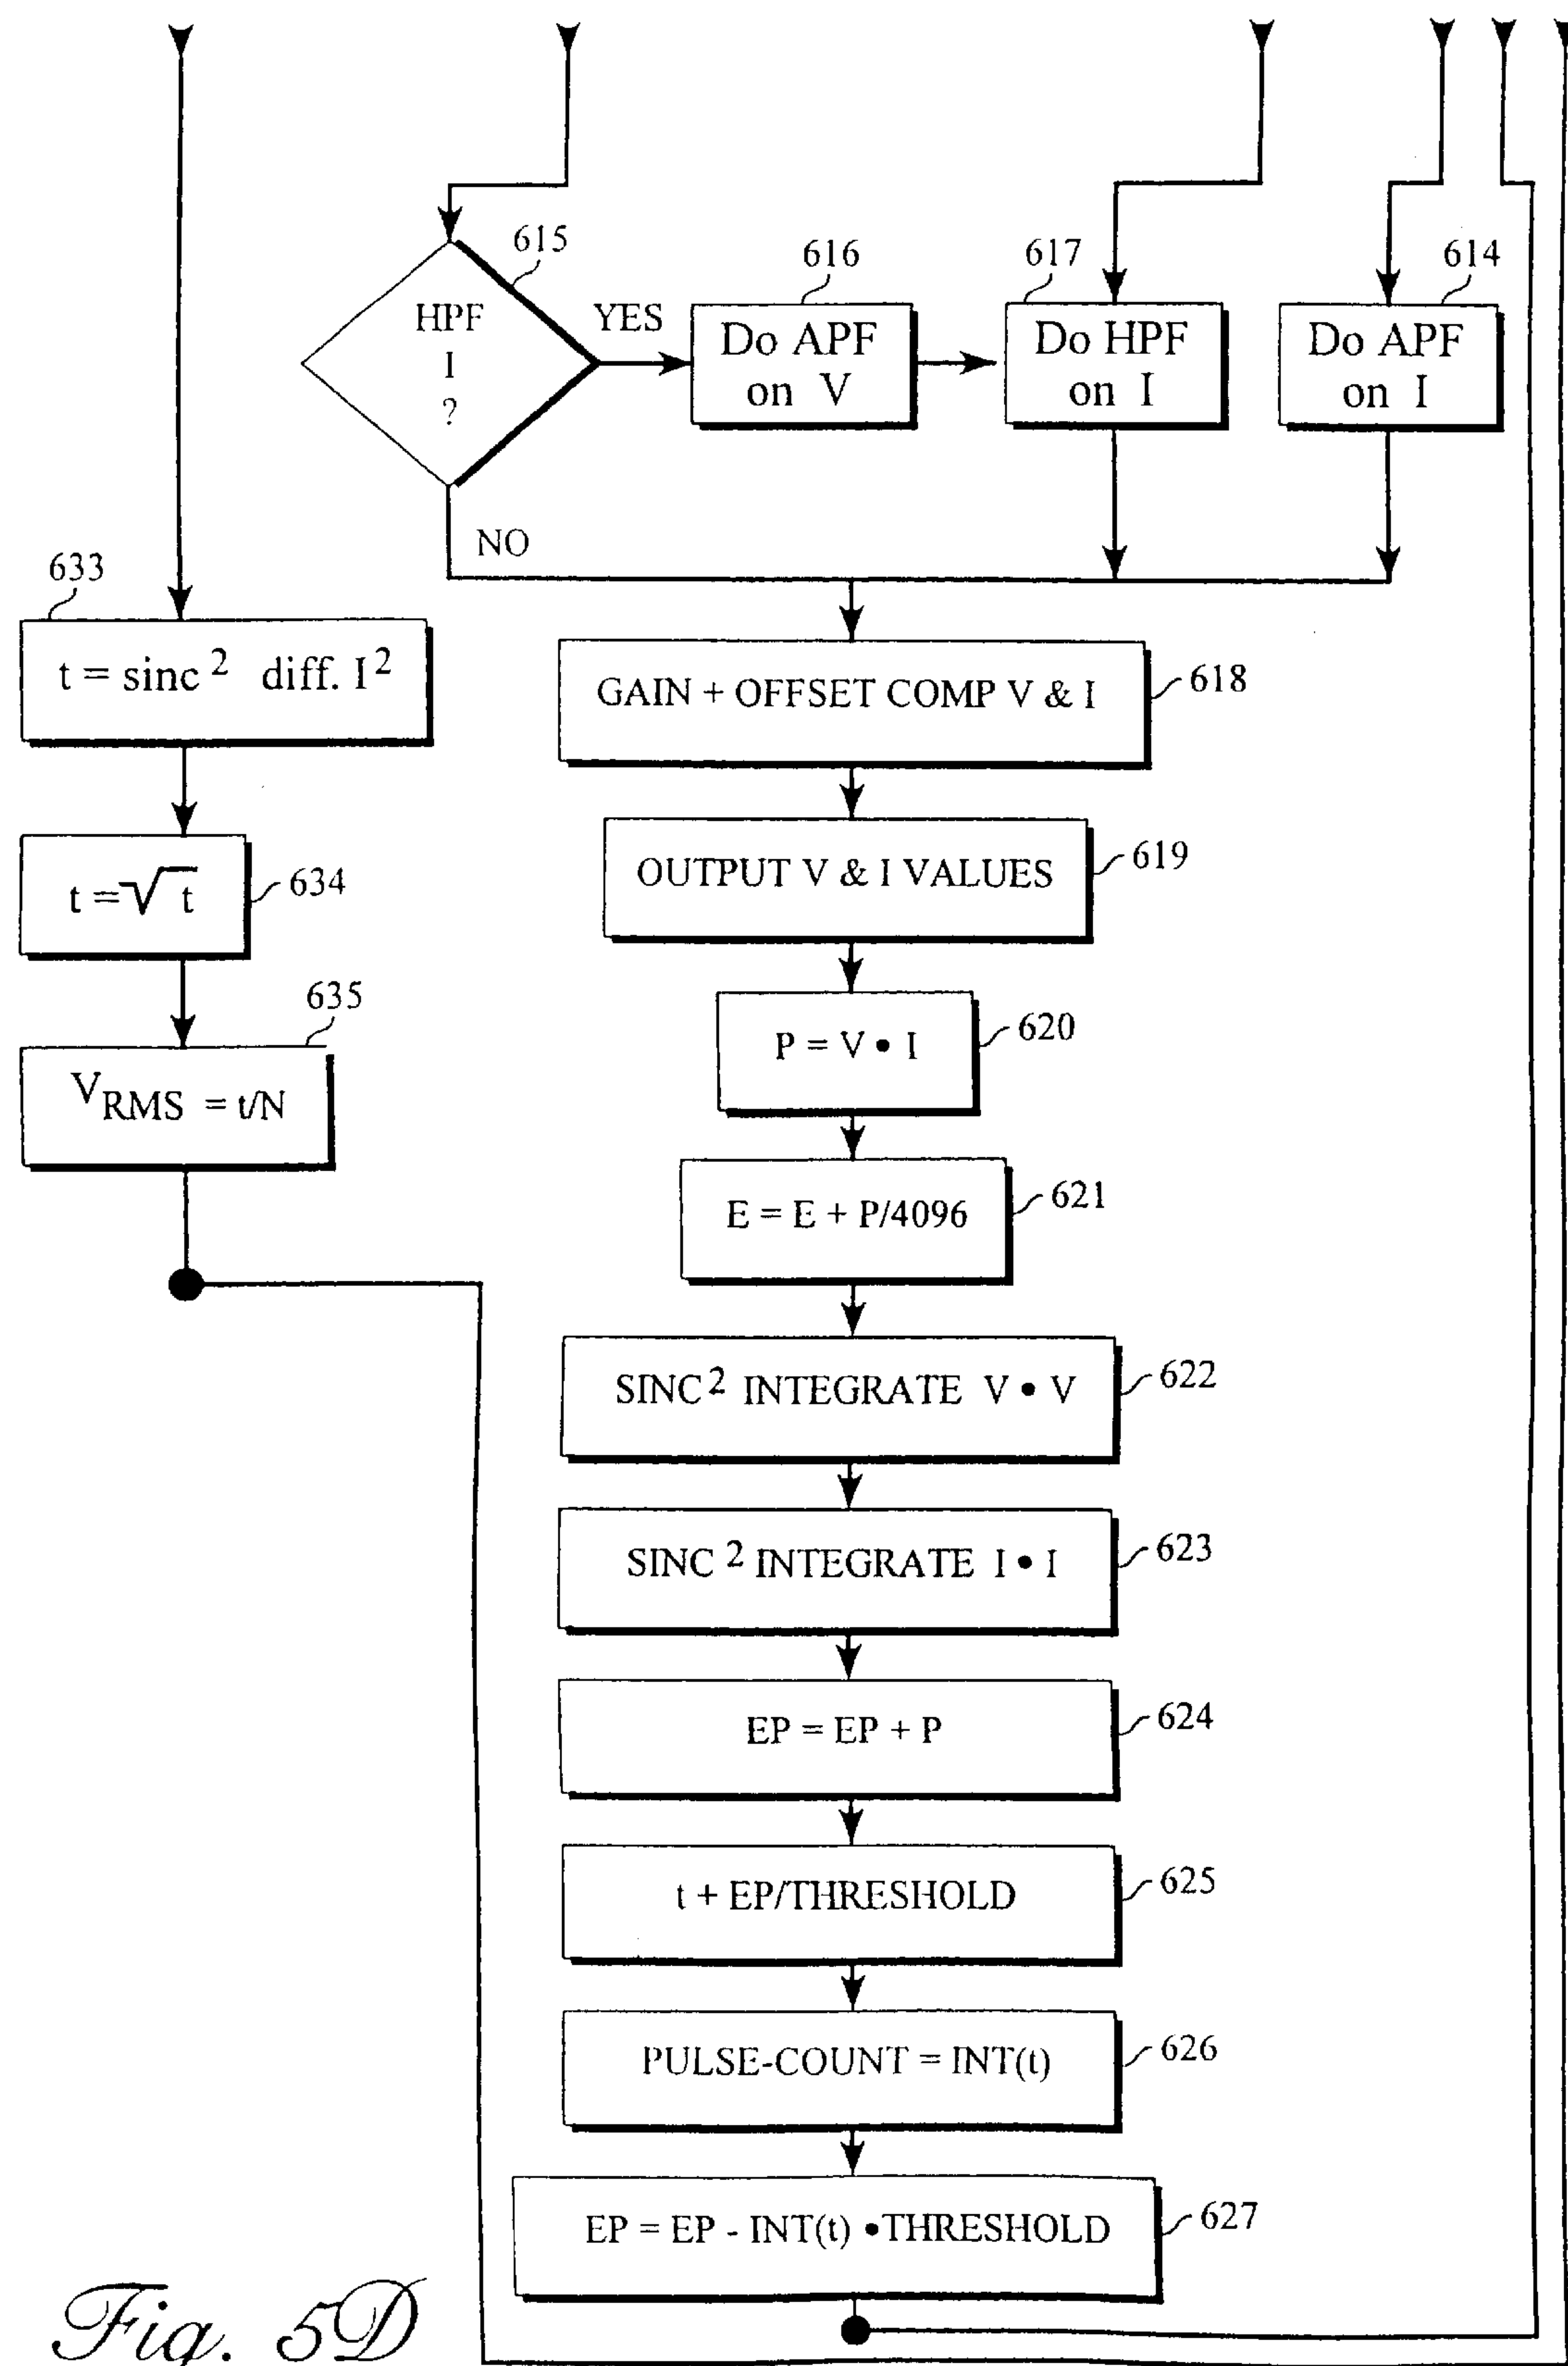 615
HPF
I
?
YES
NO
616
Do APF
on V
617
Do HPF
on I
614
Do APF
on I
633
t = sinc ² diff. I²
634
t = √t
635
V RMS = t/N
GAIN + OFFSET COMP V & I
618
OUTPUT V & I VALUES
619
P = V • I
620
E = E + P/4096
621
SINC ² INTEGRATE V • V
622
SINC ² INTEGRATE I • I
623
EP = EP + P
624
t + EP/THRESHOLD
625
PULSE-COUNT = INT(t)
626
EP = EP - INT(t) •THRESHOLD
627
Fig. 5D